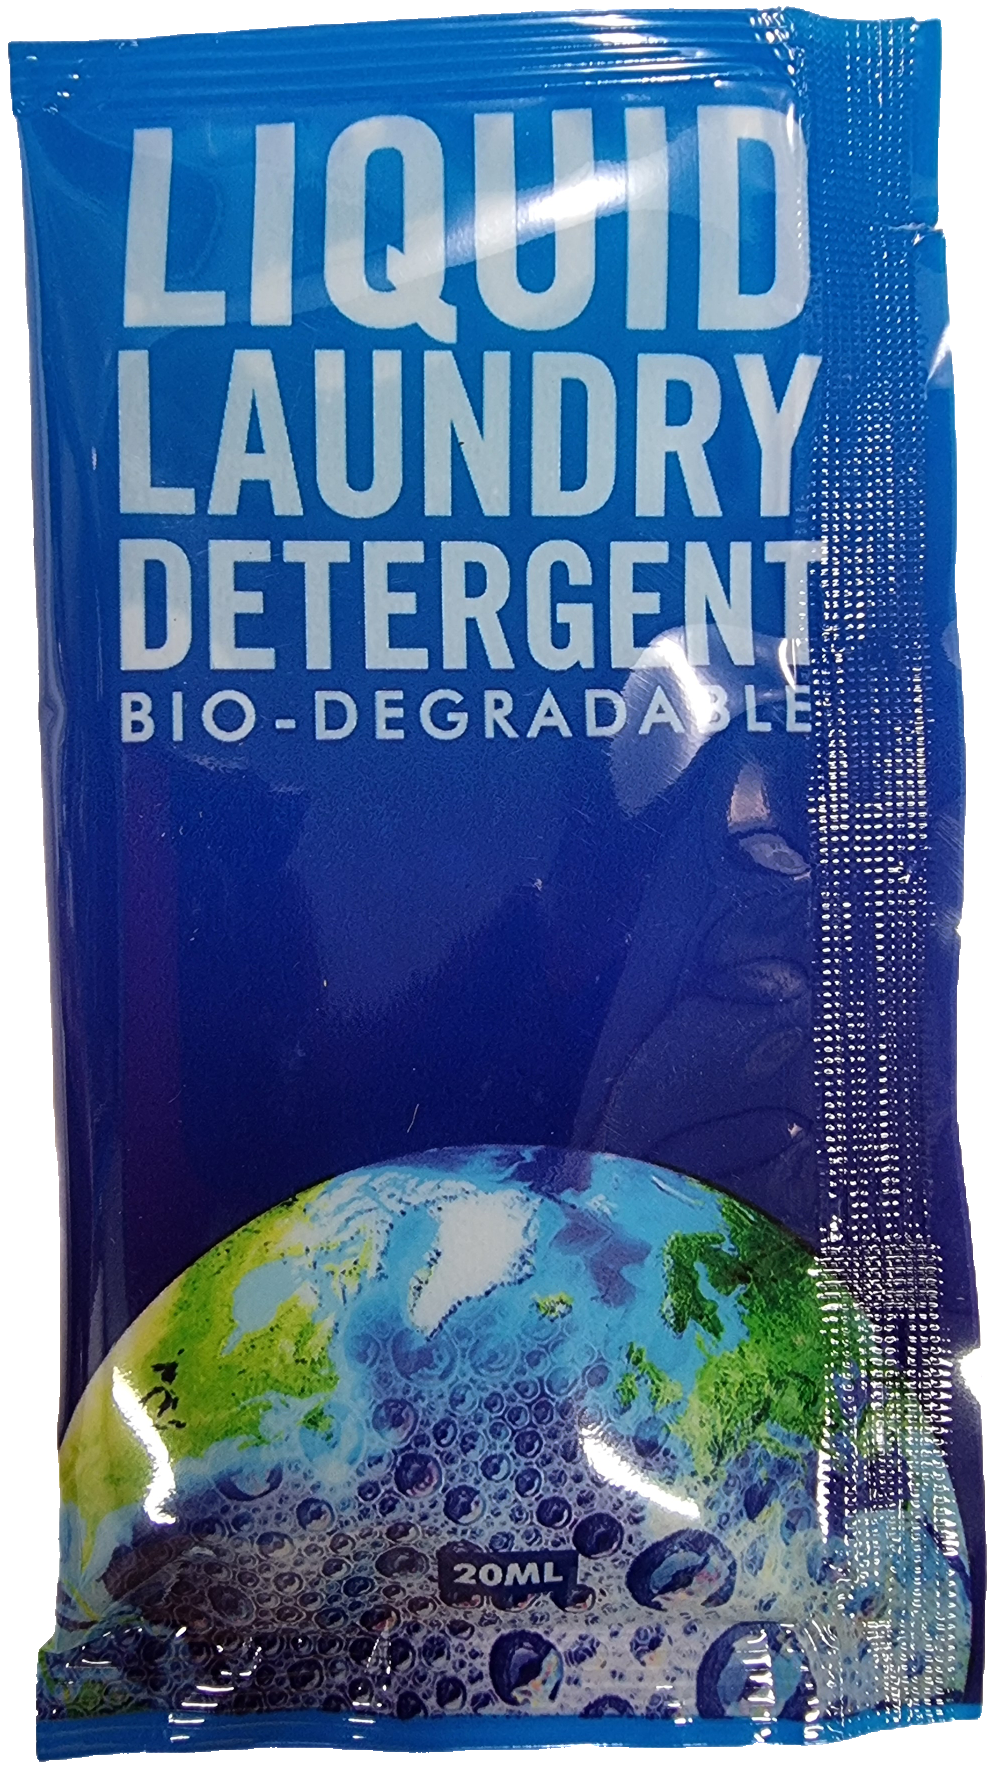 LIQUID
LAUNDRY
DETERGENT
BIO-DEGRADABLE
20ML